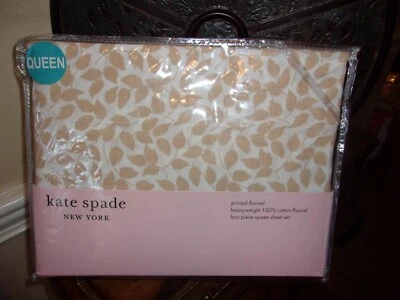 QUEEN
kate spade
NEW YORK
printed flannel
heavyweight 100% cotton flannel
four piece queen sheet set